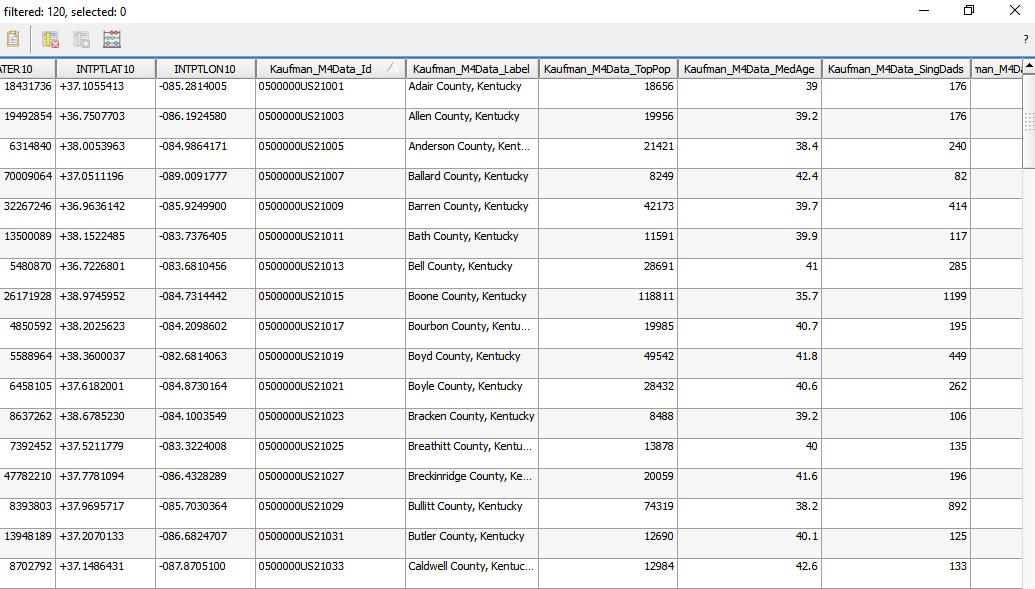 filtered: 120, selected: 0
?
ATER10 INTPTLAT10 INTPTLON10 Kaufman_M4Data_Id Kaufman_M4Data_Label Kaufman_M4Data_TopPop Kaufman_M4Data_MedAge Kaufman_M4Data_SingDads man_M4Da
18431736 +37.1055413 -085.2814005 0500000US21001 Adair County, Kentucky 18656 39 176
19492854 +36.7507703 -086.1924580 0500000US21003 Allen County, Kentucky 19956 39.2 176
6314840 +38.0053963 -084.9864171 0500000US21005 Anderson County, Kent... 21421 38.4 240
70009064 +37.0511196 -089.0091777 0500000US21007 Ballard County, Kentucky 8249 42.4 82
32267246 +36.9636142 -085.9249900 0500000US21009 Barren County, Kentucky 42173 39.7 414
13500089 +38.1522485 -083.7376405 0500000US21011 Bath County, Kentucky 11591 39.9 117
5480870 +36.7226801 -083.6810456 0500000US21013 Bell County, Kentucky 28691 41 285
26171928 +38.9745952 -084.7314442 0500000US21015 Boone County, Kentucky 118811 35.7 1199
4850592 +38.2025623 -084.2098602 0500000US21017 Bourbon County, Kentu... 19985 40.7 195
5588964 +38.3600037 -082.6814063 0500000US21019 Boyd County, Kentucky 49542 41.8 449
6458105 +37.6182001 -084.8730164 0500000US21021 Boyle County, Kentucky 28432 40.6 262
8637262 +38.6785230 -084.1003549 0500000US21023 Bracken County, Kentucky 8488 39.2 106
7392452 +37.5211779 -083.3224008 0500000US21025 Breathitt County, Kentu... 13878 40 135
47782210 +37.7781094 -086.4328289 0500000US21027 Breckinridge County, Ke... 20059 41.6 196
8393803 +37.9695717 -085.7030364 0500000US21029 Bullitt County, Kentucky 74319 38.2 892
13948189 +37.2070133 -086.6824707 0500000US21031 Butler County, Kentucky 12690 40.1 125
8702792 +37.1486431 -087.8705100 0500000US21033 Caldwell County, Kentuc... 12984 42.6 133